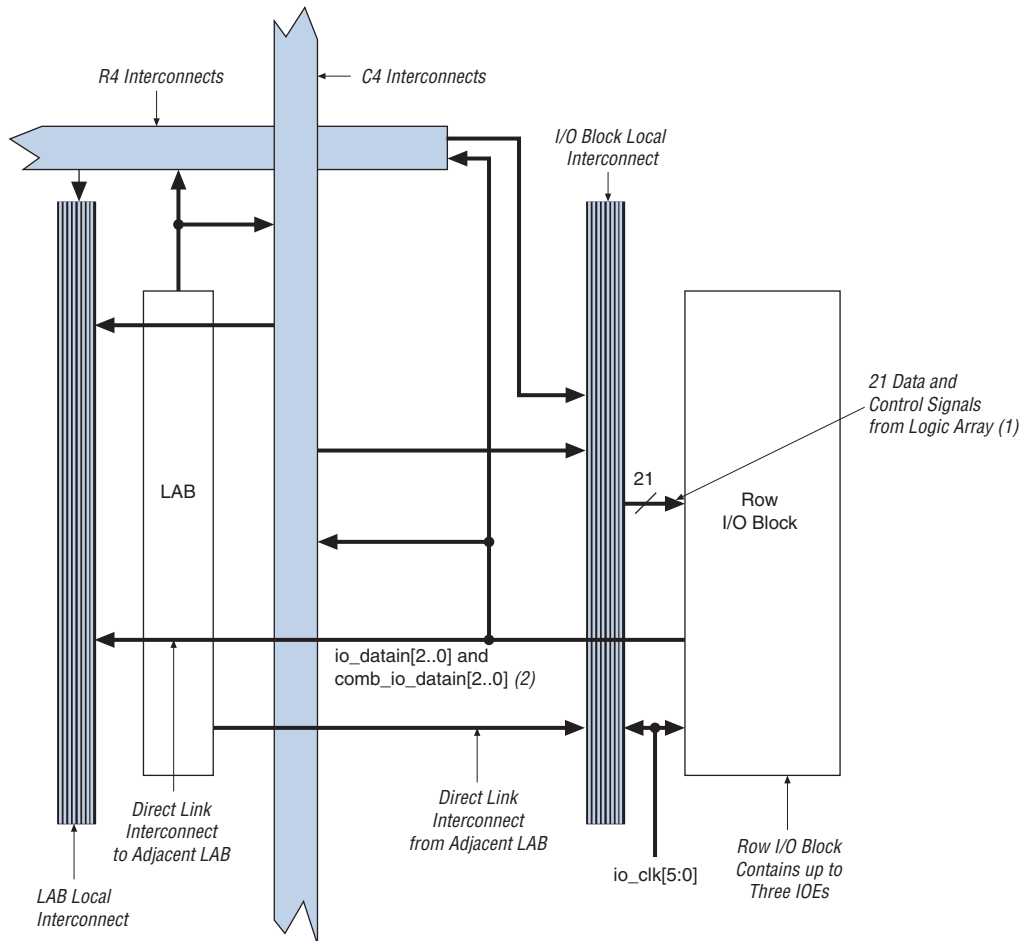 R4 Interconnects
C4 Interconnects
I/O Block Local
Interconnect
21 Data and
Control Signals
from Logic Array (1)
21
LAB
Row
I/O Block
io_datain[2..0] and
comb_io_datain[2..0] (2)
Direct Link
Interconnect
to Adjacent LAB
Direct Link
Interconnect
from Adjacent LAB
io_clk[5:0]
Row I/O Block
Contains up to
Three IOEs
LAB Local
Interconnect